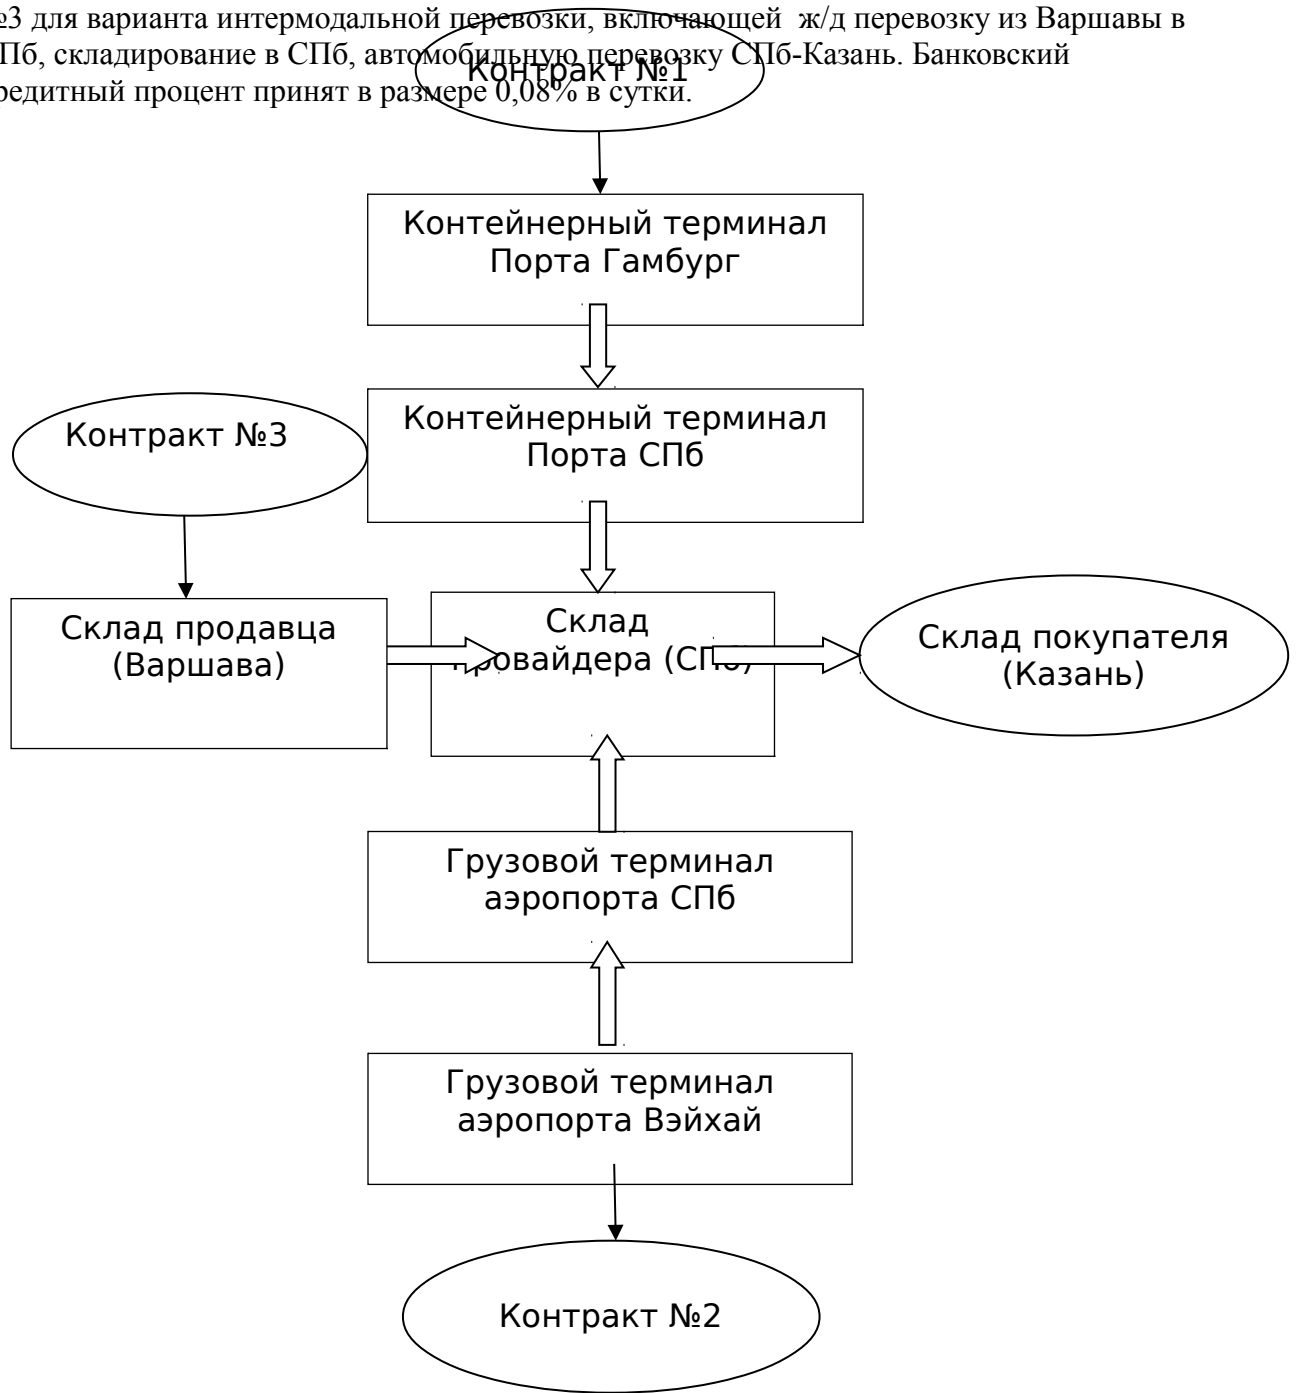 №3 для варианта интермодальной перевозки, включающей ж/д перевозку из Варшавы в
СПб, складирование в СПб, автомобильную перевозку СПб-Казань. Банковский
кредитный процент принят в размере 0,08% в сутки.
Контракт №1
Контейнерный терминал
Порта Гамбург
Контейнерный терминал
Порта СПб
Контракт №3
Склад продавца
(Варшава)
Склад
провайдера (СПб)
Склад покупателя
(Казань)
Грузовой терминал
аэропорта СПб
Грузовой терминал
аэропорта Вэйхай
Контракт №2